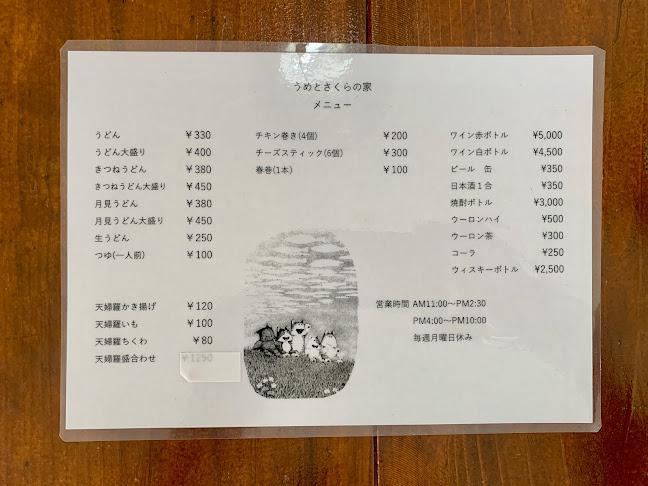 うめとさくらの家
メニュー
うどん ￥330
うどん大盛り ￥400
きつねうどん ￥380
きつねうどん大盛り ￥450
月見うどん ￥380
月見うどん大盛り ￥450
生うどん ￥250
つゆ(一人前) ￥100
天婦羅かき揚げ ￥120
天婦羅いも ￥100
天婦羅ちくわ ￥80
天婦羅盛合わせ ￥1250
チキン巻き(4個) ￥200
チーズスティック(6個) ￥300
春巻(1本) ￥100
ワイン赤ボトル ¥5,000
ワイン白ボトル ¥4,500
ビール 缶 ¥350
日本酒１合 ¥350
焼酎ボトル ¥3,000
ウーロンハイ ¥500
ウーロン茶 ¥300
コーラ ¥250
ウィスキーボトル ¥2,500
営業時間 AM11:00～PM2:30
PM4:00～PM10:00
毎週月曜日休み